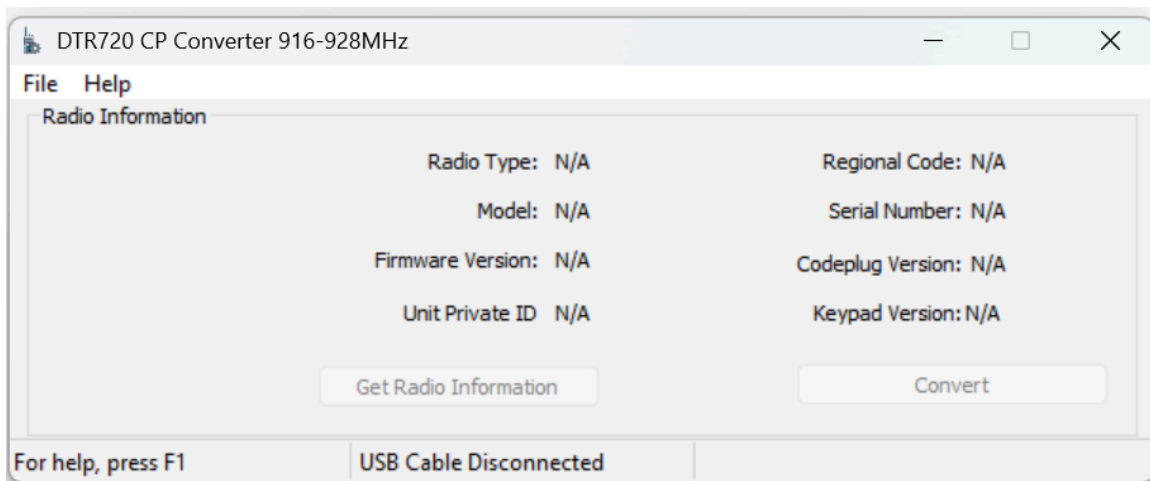 DTR720 CP Converter 916-928MHz
File Help
Radio Information
Radio Type: N/A Regional Code: N/A
Model: N/A Serial Number: N/A
Firmware Version: N/A Codeplug Version: N/A
Unit Private ID N/A Keypad Version: N/A
Get Radio Information Convert
For help, press F1 USB Cable Disconnected